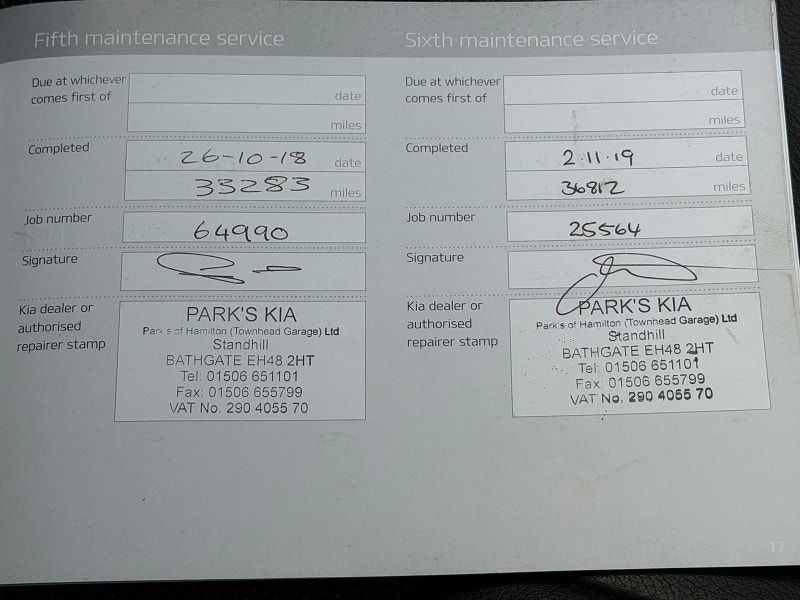 Fifth maintenance service
Due at whichever
comes first of
date
miles
Completed
26-10-18 date
33283 miles
Job number
64990
Signature
Kia dealer or
authorised
repairer stamp
PARK'S KIA
Park's of Hamilton (Townhead Garage) Ltd
Standhill
BATHGATE EH48 2HT
Tel: 01506 651101
Fax: 01506 655799
VAT No. 290 4055 70
Sixth maintenance service
Due at whichever
comes first of
date
miles
Completed
2.11.19 date
36812 miles
Job number
25564
Signature
Kia dealer or
authorised
repairer stamp
PARK'S KIA
Park's of Hamilton (Townhead Garage) Ltd
Standhill
BATHGATE EH48 2HT
Tel: 01506 651101
Fax: 01506 655799
VAT No. 290 4055 70
17